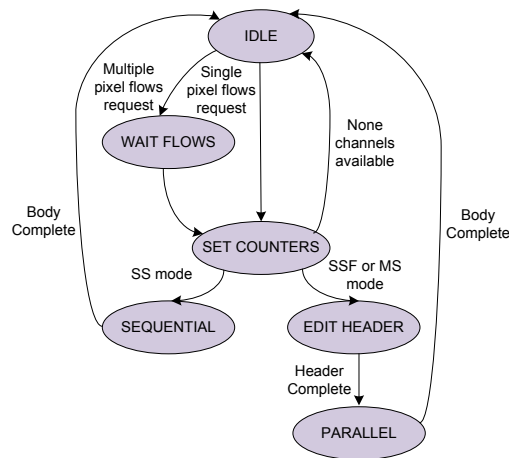 IDLE
Multiple
pixel flows
request
Single
pixel flows
request
WAIT FLOWS
None
channels
available
Body
Complete
Body
Complete
SET COUNTERS
SS mode
SSF or MS
mode
SEQUENTIAL
EDIT HEADER
Header
Complete
PARALLEL